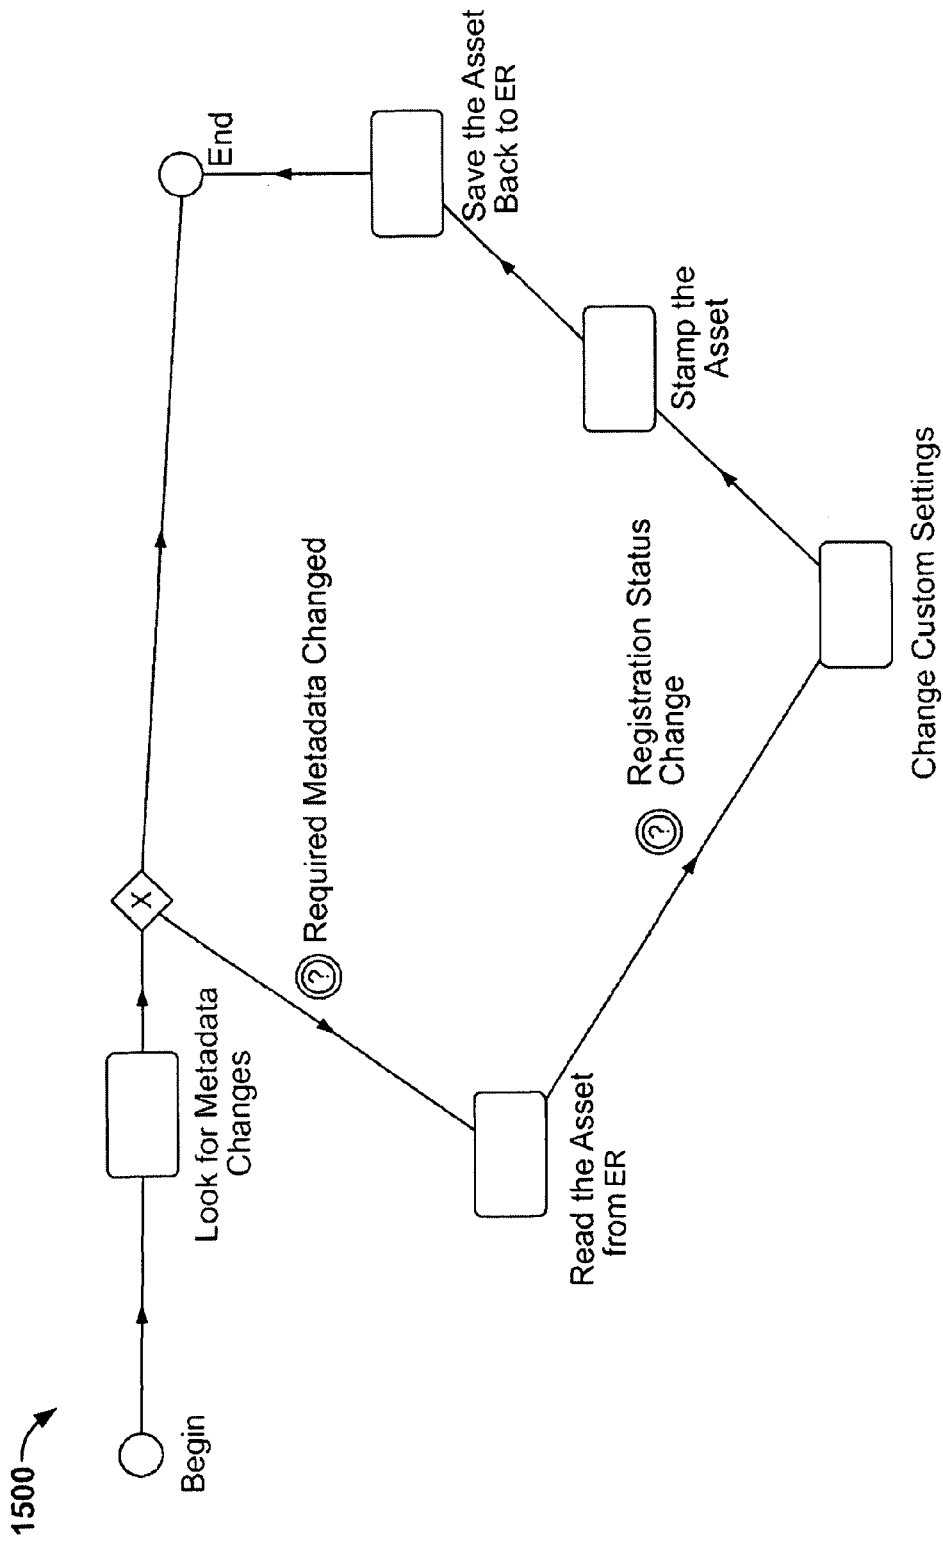 1500
Begin
Look for Metadata
Changes
X
End
? Required Metadata Changed
Read the Asset
from ER
? Registration Status
Change
Change Custom Settings
Stamp the
Asset
Save the Asset
Back to ER